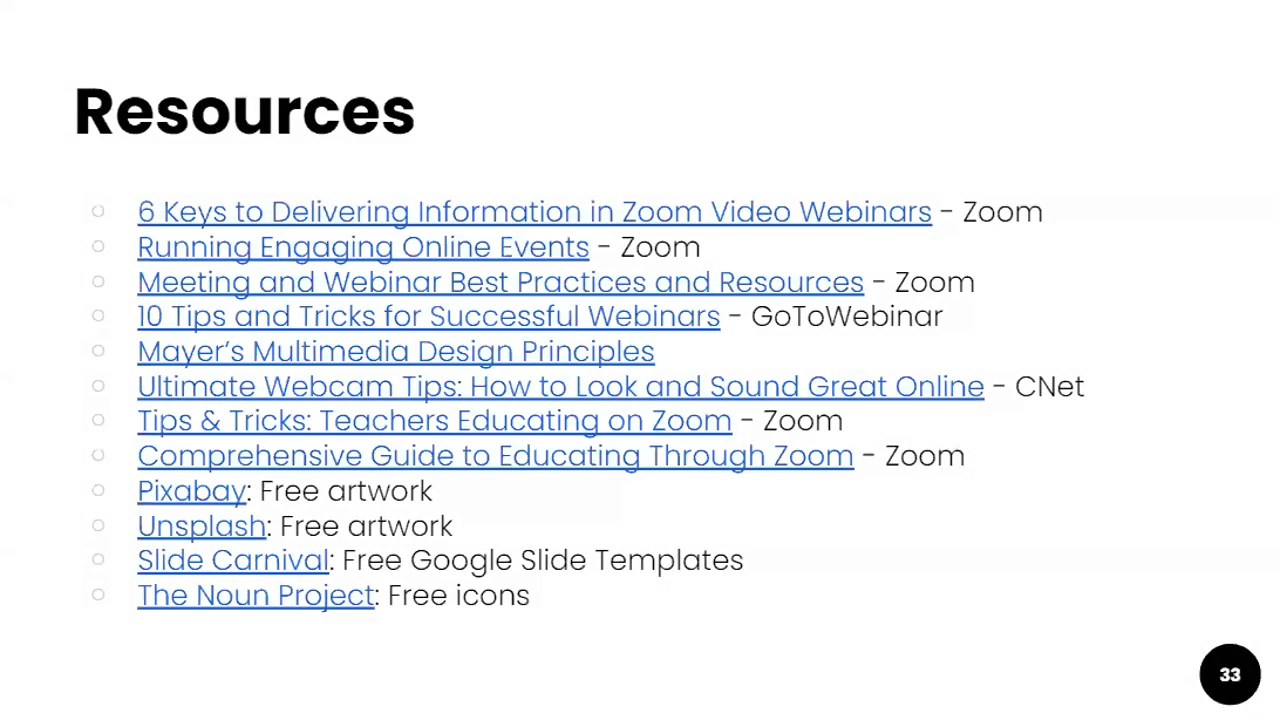 Resources
6 Keys to Delivering Information in Zoom Video Webinars - Zoom
Running Engaging Online Events - Zoom
Meeting and Webinar Best Practices and Resources - Zoom
10 Tips and Tricks for Successful Webinars - GoToWebinar
Mayer's Multimedia Design Principles
Ultimate Webcam Tips: How to Look and Sound Great Online - CNet
Tips & Tricks: Teachers Educating on Zoom - Zoom
Comprehensive Guide to Educating Through Zoom - Zoom
Pixabay: Free artwork
Unsplash: Free artwork
Slide Carnival: Free Google Slide Templates
The Noun Project: Free icons
33